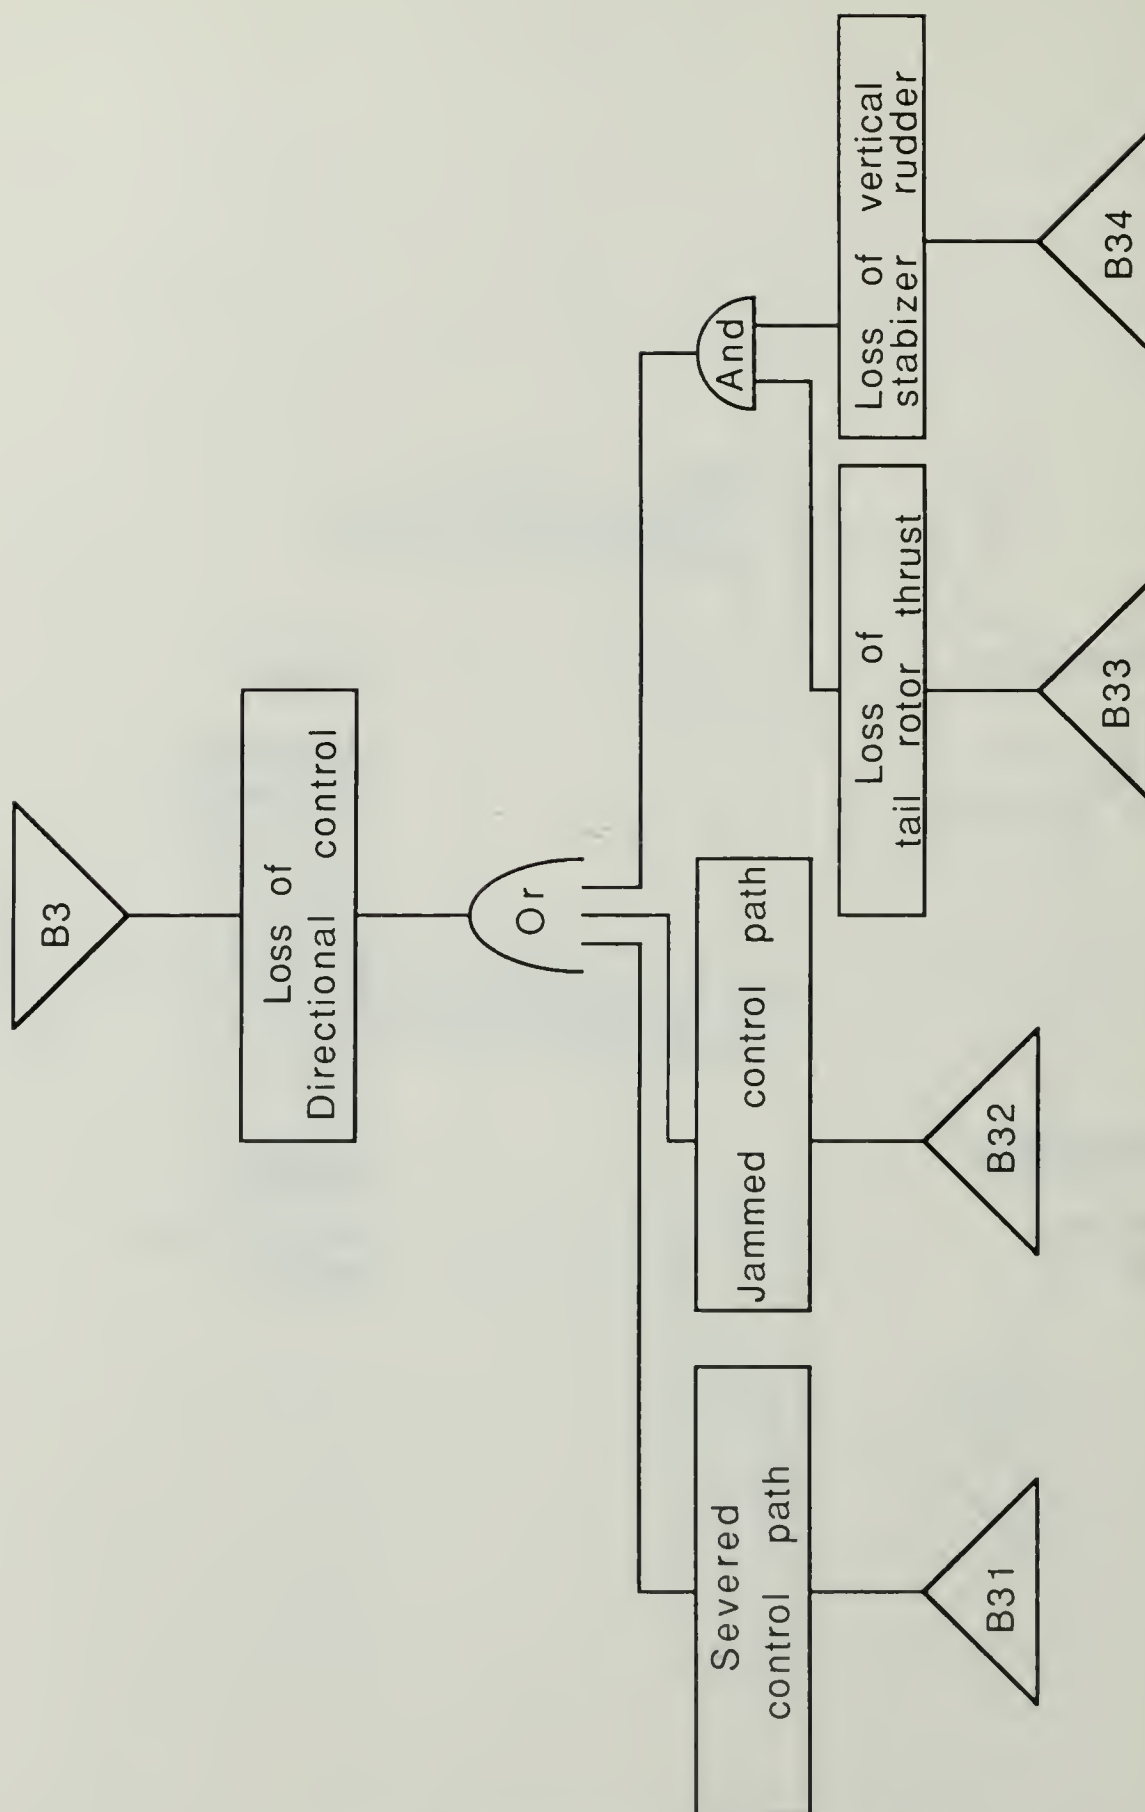 B3
Loss of
Directional control
Or
And
Severed
control path
Jammed control path
Loss of
tail rotor thrust
Loss of vertical
stabizer rudder
B31
B32
B33
B34